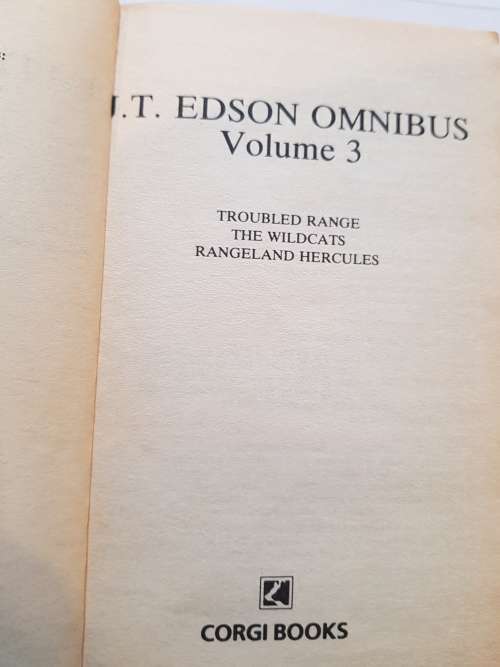 :
J.T. EDSON OMNIBUS
Volume 3
TROUBLED RANGE
THE WILDCATS
RANGELAND HERCULES
CORGI BOOKS